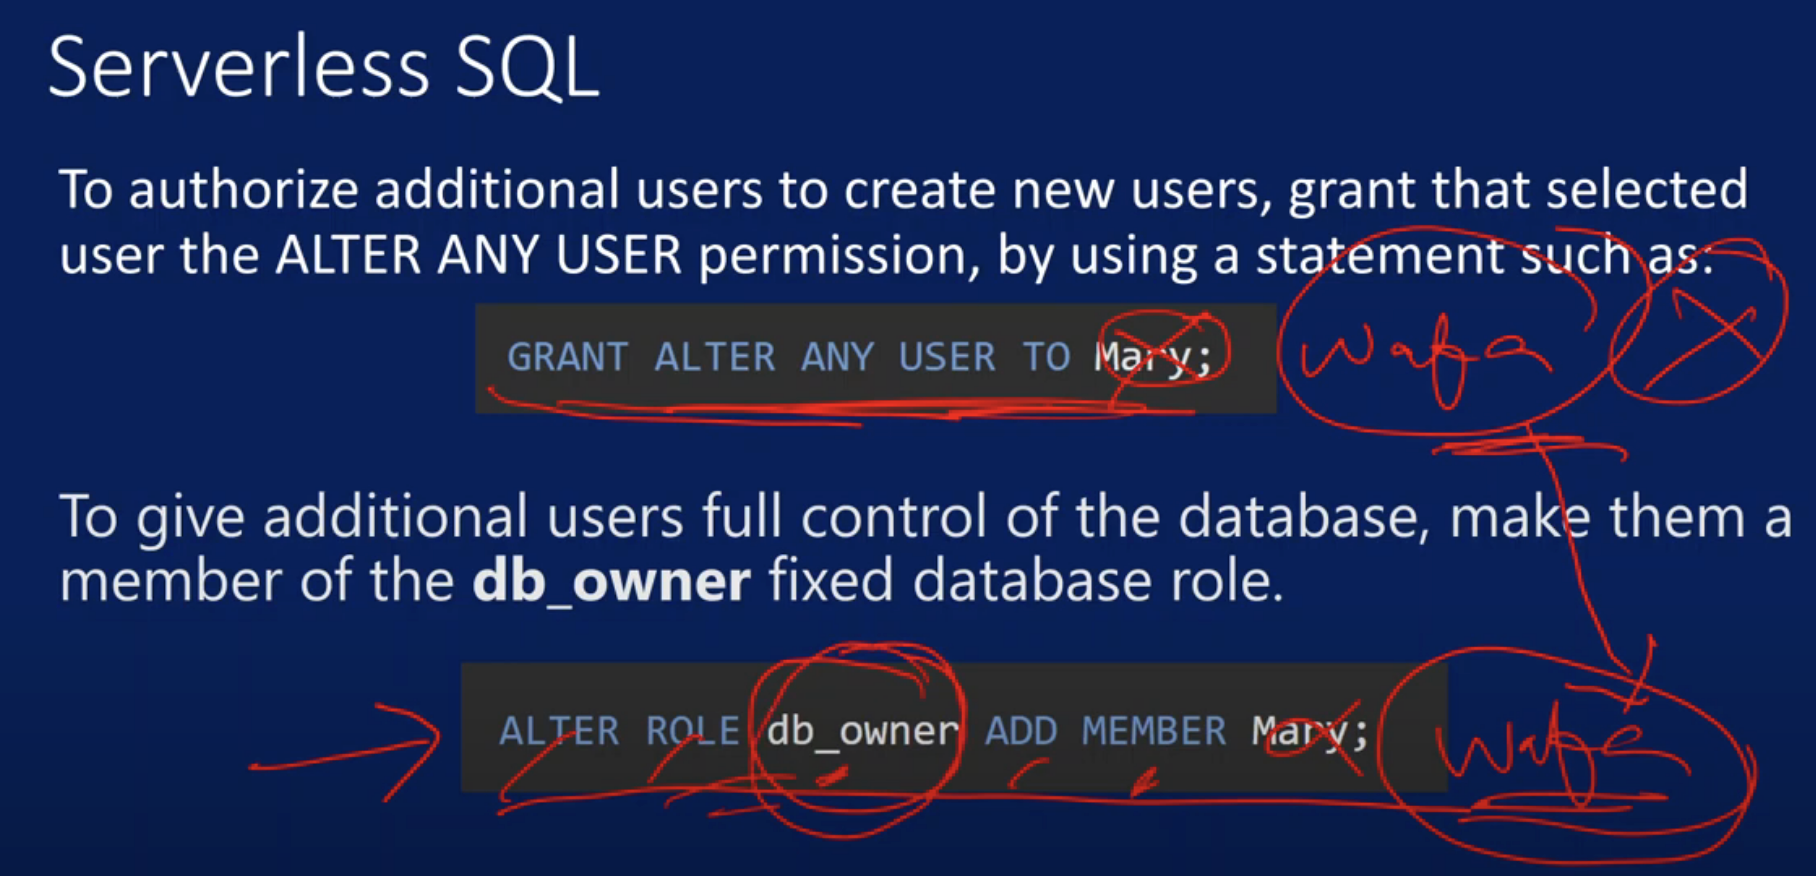 Serverless SQL
To authorize additional users to create new users, grant that selected
user the ALTER ANY USER permission, by using a statement such as:
GRANT ALTER ANY USER TO Mary; Wafa
To give additional users full control of the database, make them a
member of the db_owner fixed database role.
ALTER ROLE db_owner ADD MEMBER Mary; Wafa